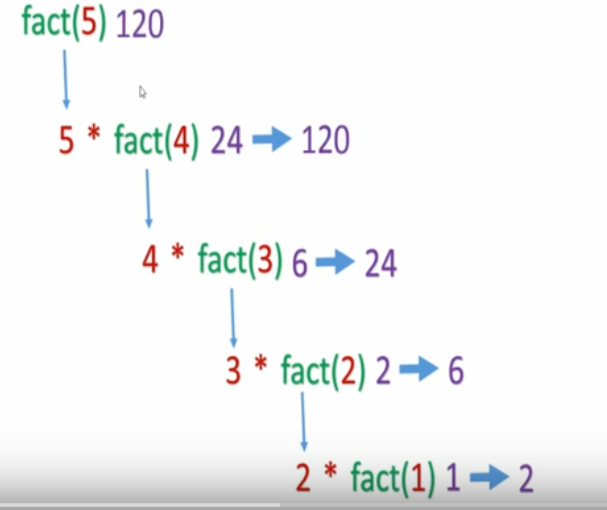 fact(5) 120
5 * fact(4) 24 120
4 * fact(3) 6 24
3 * fact(2) 2 6
2 * fact(1) 1 2